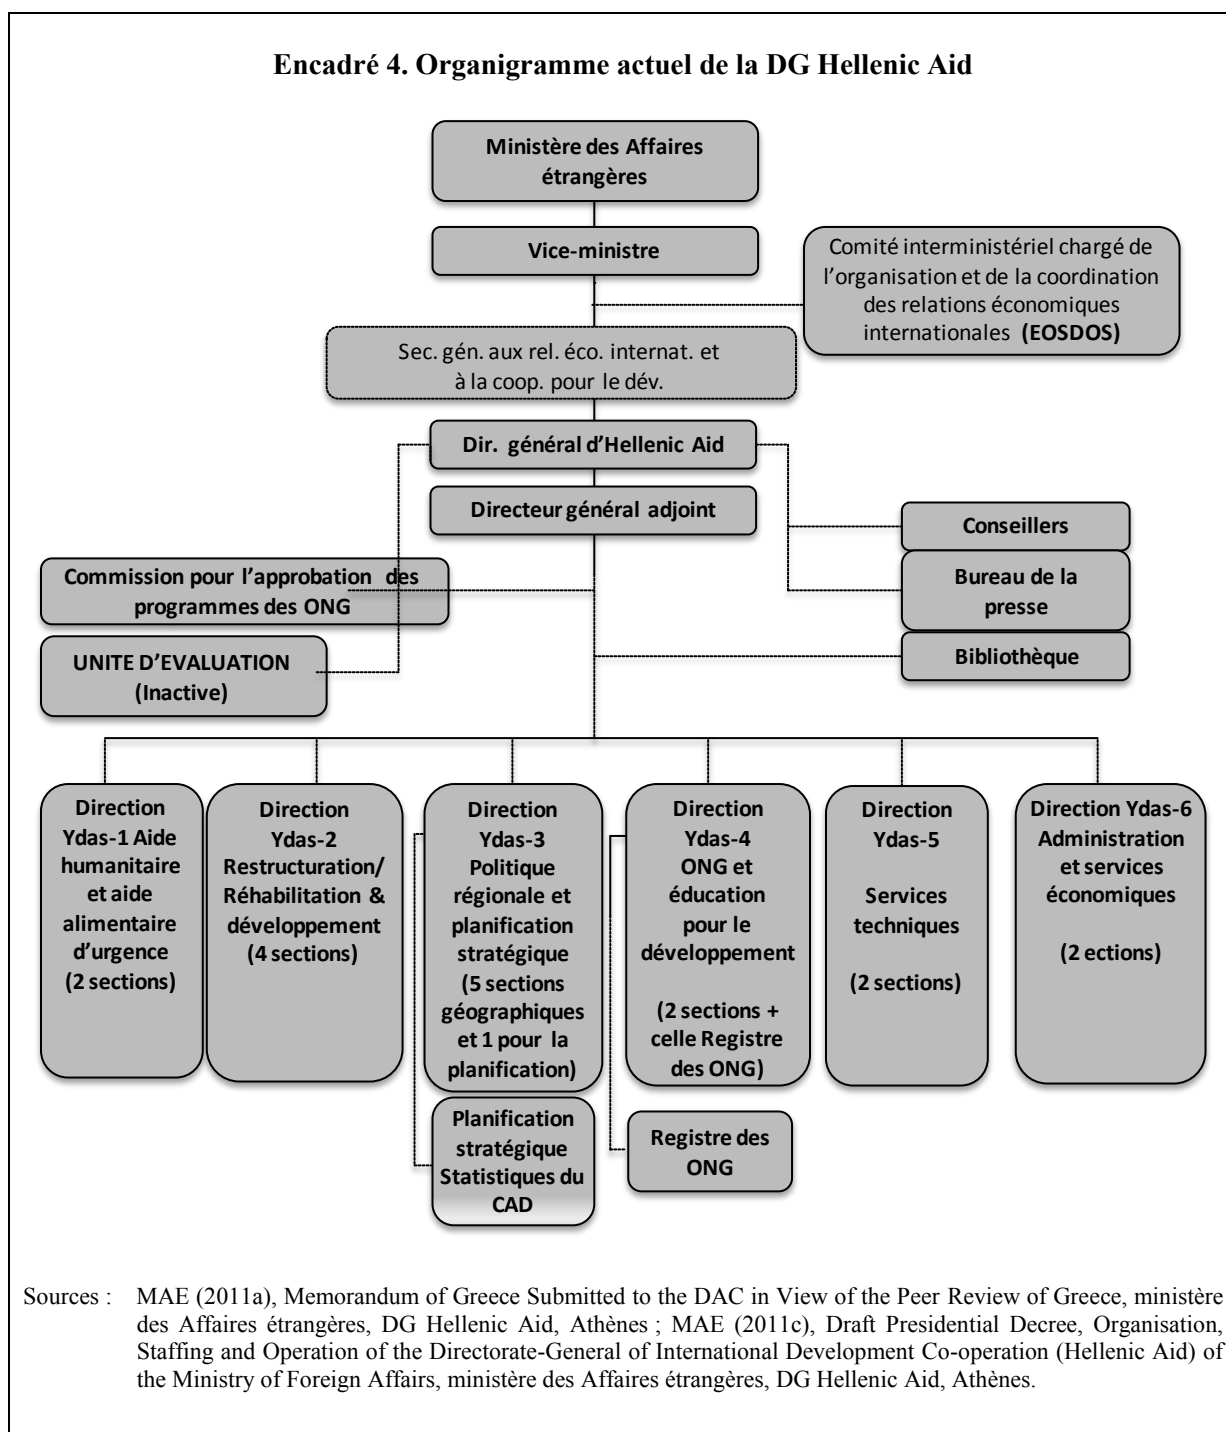 Encadré 4. Organigramme actuel de la DG Hellenic Aid
Ministère des Affaires
étrangères
Vice-ministre
Comité interministériel chargé de
l’organisation et de la coordination
des relations économiques
internationales (EOSDOS)
Sec. gén. aux rel. éco. internat. et
à la coop. pour le dév.
Dir. général d’Hellenic Aid
Directeur général adjoint
Conseillers
Commission pour l’approbation des
programmes des ONG
Bureau de la
presse
UNITE D’EVALUATION
(Inactive)
Bibliothèque
Direction
Ydas-1 Aide
humanitaire
et aide
alimentaire
d’urgence
(2 sections)
Direction
Ydas-2
Restructuration/
Réhabilitation &
développement
(4 sections)
Direction
Ydas-3
Politique
régionale et
planification
stratégique
(5 sections
géographiques
et 1 pour la
planification)
Direction
Ydas-4
ONG et
éducation
pour le
développement
(2 sections +
celle Registre
des ONG)
Direction
Ydas-5
Services
techniques
(2 sections)
Direction Ydas-6
Administration
et services
économiques
(2 ections)
Planification
stratégique
Statistiques du
CAD
Registre des
ONG
Sources : MAE (2011a), Memorandum of Greece Submitted to the DAC in View of the Peer Review of Greece, ministère
des Affaires étrangères, DG Hellenic Aid, Athènes ; MAE (2011c), Draft Presidential Decree, Organisation,
Staffing and Operation of the Directorate-General of International Development Co-operation (Hellenic Aid) of
the Ministry of Foreign Affairs, ministère des Affaires étrangères, DG Hellenic Aid, Athènes.